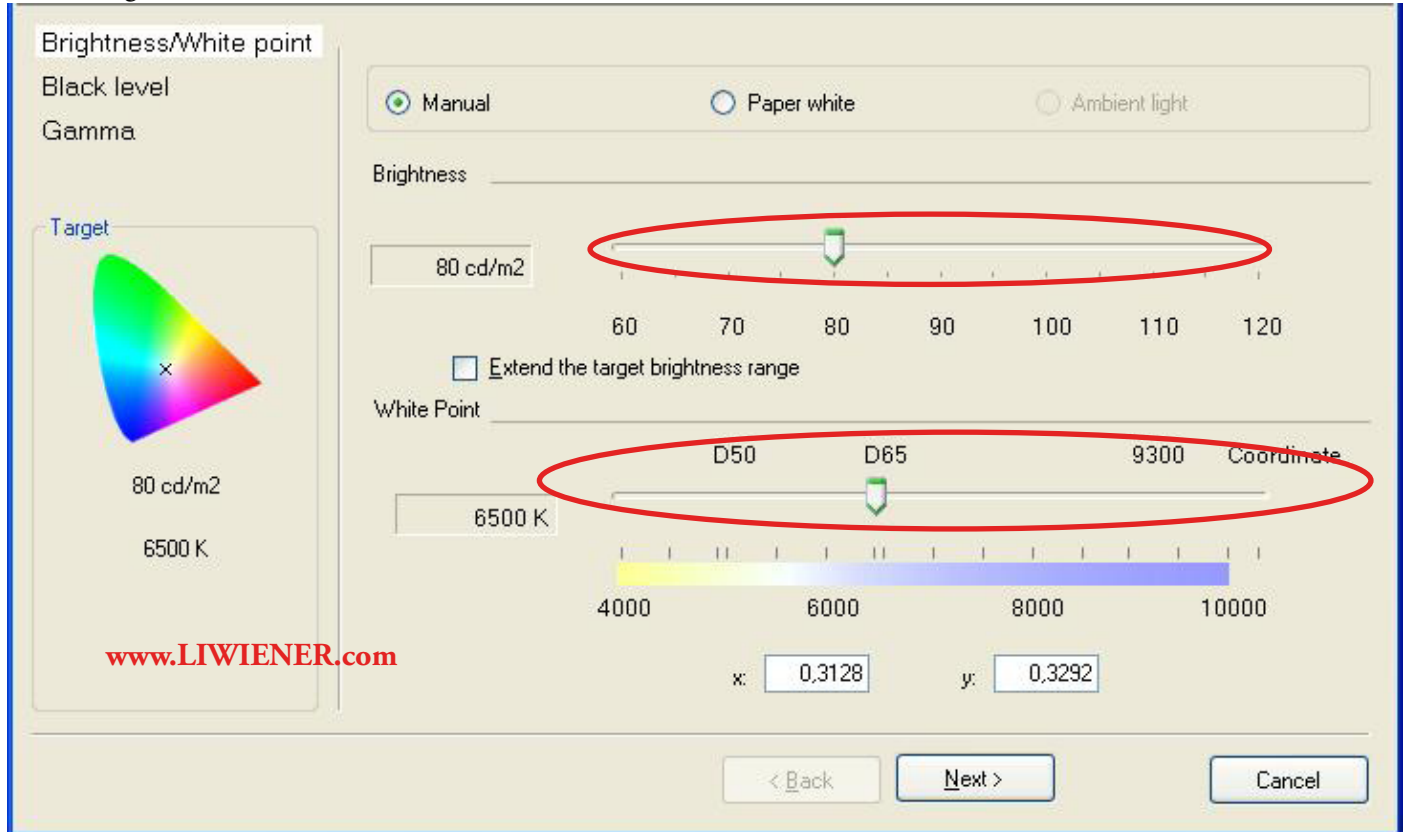 Brightness/White point
Black level
Gamma
Manual
Paper white
Ambient light
Brightness
80 cd/m2
60 70 80 90 100 110 120
Extend the target brightness range
White Point
D50 D65 9300 Coordinate
6500 K
4000 6000 8000 10000
x: 0,3128 y: 0,3292
Target
80 cd/m2
6500 K
www.LIWIENER.com
< Back
Next >
Cancel